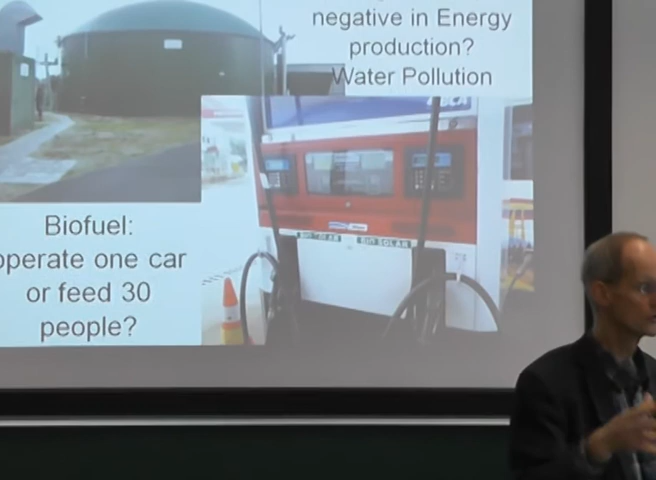 negative in Energy
production?
Water Pollution
Biofuel:
operate one car
or feed 30
people?